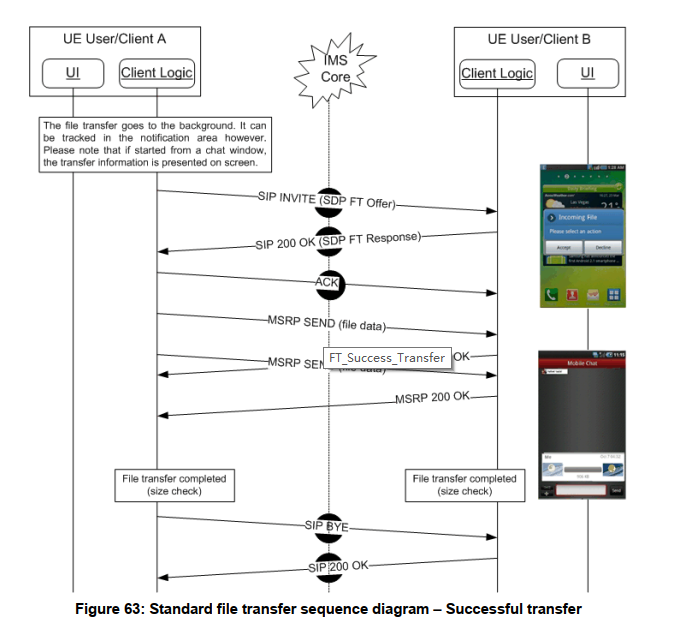 UE User/Client A
UI
Client Logic
IMS
Core
UE User/Client B
Client Logic
UI
The file transfer goes to the background. It can
be tracked in the notification area however.
Please note that if started from a chat window,
the transfer information is presented on screen.
SIP INVITE (SDP FT Offer)
Incoming File
Please select an action
Accept
Decline
SIP 200 OK (SDP FT Response)
ACK
MSRP SEND (file data)
FT_Success_Transfer
OK
MSRP SEN
Mobile Chat
MSRP 200 OK
Send
File transfer completed
(size check)
File transfer completed
(size check)
SIP BYE
SIP 200 OK
Figure 63: Standard file transfer sequence diagram – Successful transfer